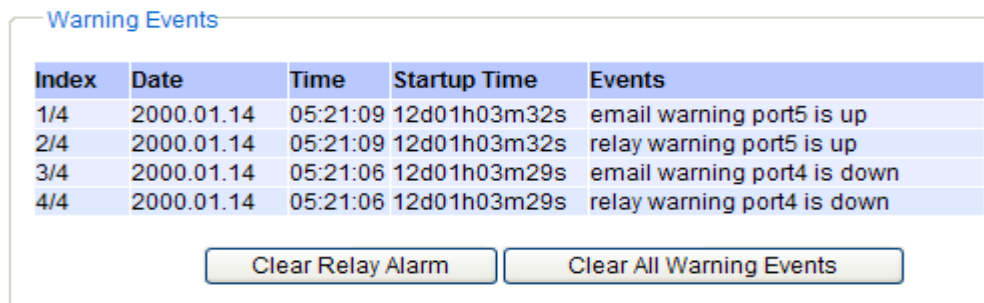 Warning Events
Index Date Time Startup Time Events
1/4 2000.01.14 05:21:09 12d01h03m32s email warning port5 is up
2/4 2000.01.14 05:21:09 12d01h03m32s relay warning port5 is up
3/4 2000.01.14 05:21:06 12d01h03m29s email warning port4 is down
4/4 2000.01.14 05:21:06 12d01h03m29s relay warning port4 is down
Clear Relay Alarm Clear All Warning Events